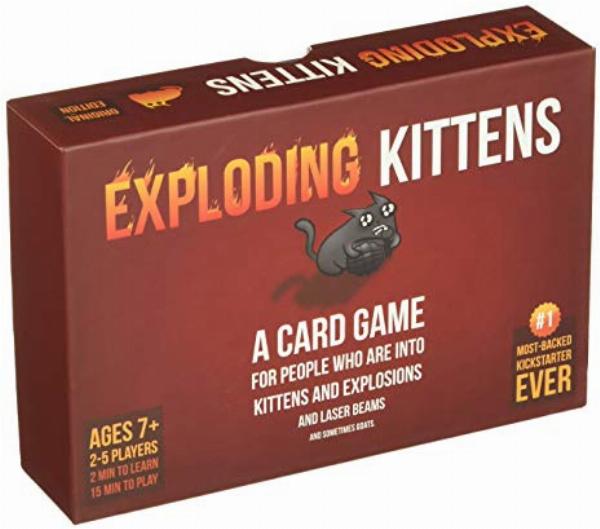 EXPLODING KITTENS
ORIGINAL
EDITION
EXPLODING KITTENS
A CARD GAME
FOR PEOPLE WHO ARE INTO
KITTENS AND EXPLOSIONS
AND LASER BEAMS
AND SOMETIMES GOATS.
AGES 7+
2-5 PLAYERS
2 MIN TO LEARN
15 MIN TO PLAY
#1
MOST-BACKED
KICKSTARTER
EVER